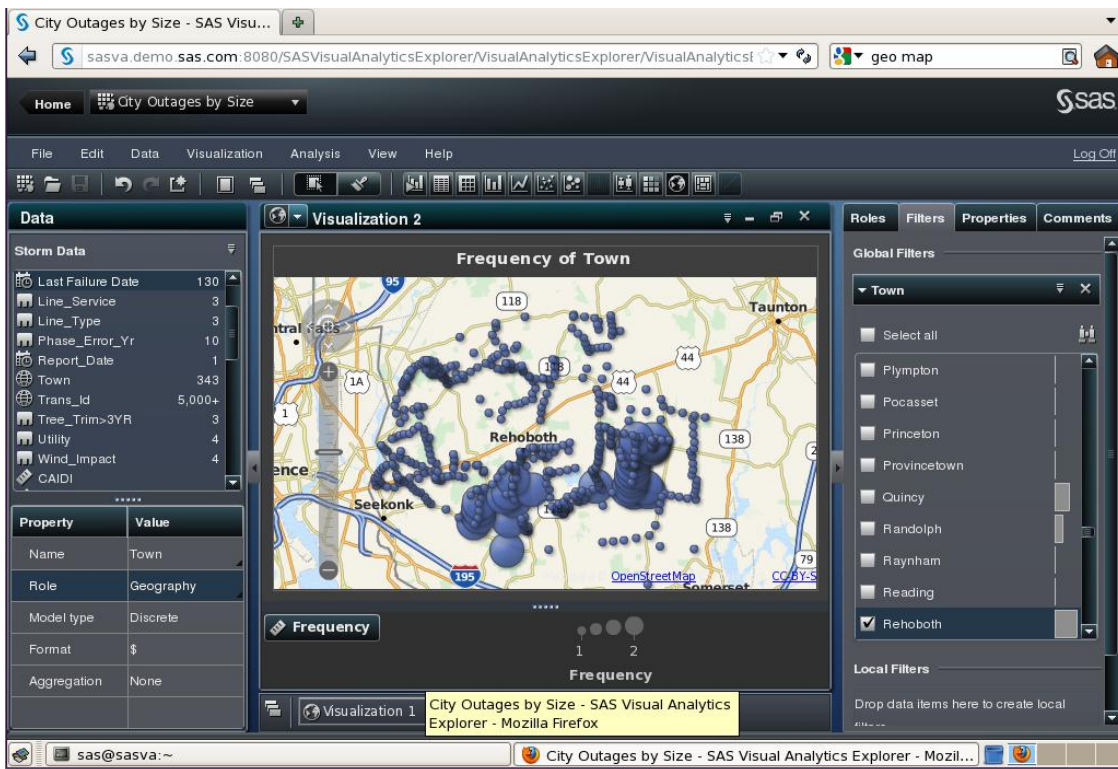 City Outages by Size - SAS Visu...
sasva.demo.sas.com:8080/SASVisualAnalyticsExplorer/VisualAnalyticsExplorer/VisualAnalyticsE
geo map
Home
City Outages by Size
sas
File Edit Data Visualization Analysis View Help
Log Off
Data
Storm Data
Last Failure Date 130
Line_Service 3
Line_Type 3
Phase_Error_Yr 10
Report_Date 1
Town 343
Trans_Id 5,000+
Tree_Trim>3YR 3
Utility 4
Wind_Impact 4
CAIDI
Property Value
Name Town
Role Geography
Model type Discrete
Format $
Aggregation None
Visualization 2
Frequency of Town
95
118
Taunton
44
1A
44
1
Rehoboth
138
ence
Seekonk
138
79
195
OpenStreetMap
CC-BY-S
Somerset
Frequency
1 2
Frequency
Visualization 1
City Outages by Size - SAS Visual Analytics
Explorer - Mozilla Firefox
Roles Filters Properties Comments
Global Filters
Town
Select all
Plympton
Pocasset
Princeton
Provincetown
Quincy
Randolph
Raynham
Reading
Rehoboth
Local Filters
Drop data items here to create local
sas@sasva:~
City Outages by Size - SAS Visual Analytics Explorer - Mozil...